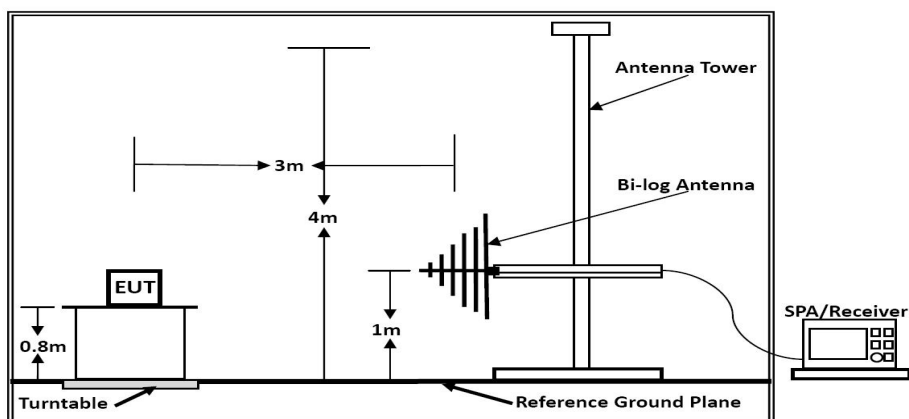 Antenna Tower
3m
Bi-log Antenna
4m
EUT
SPA/Receiver
1m
0.8m
Turntable
Reference Ground Plane